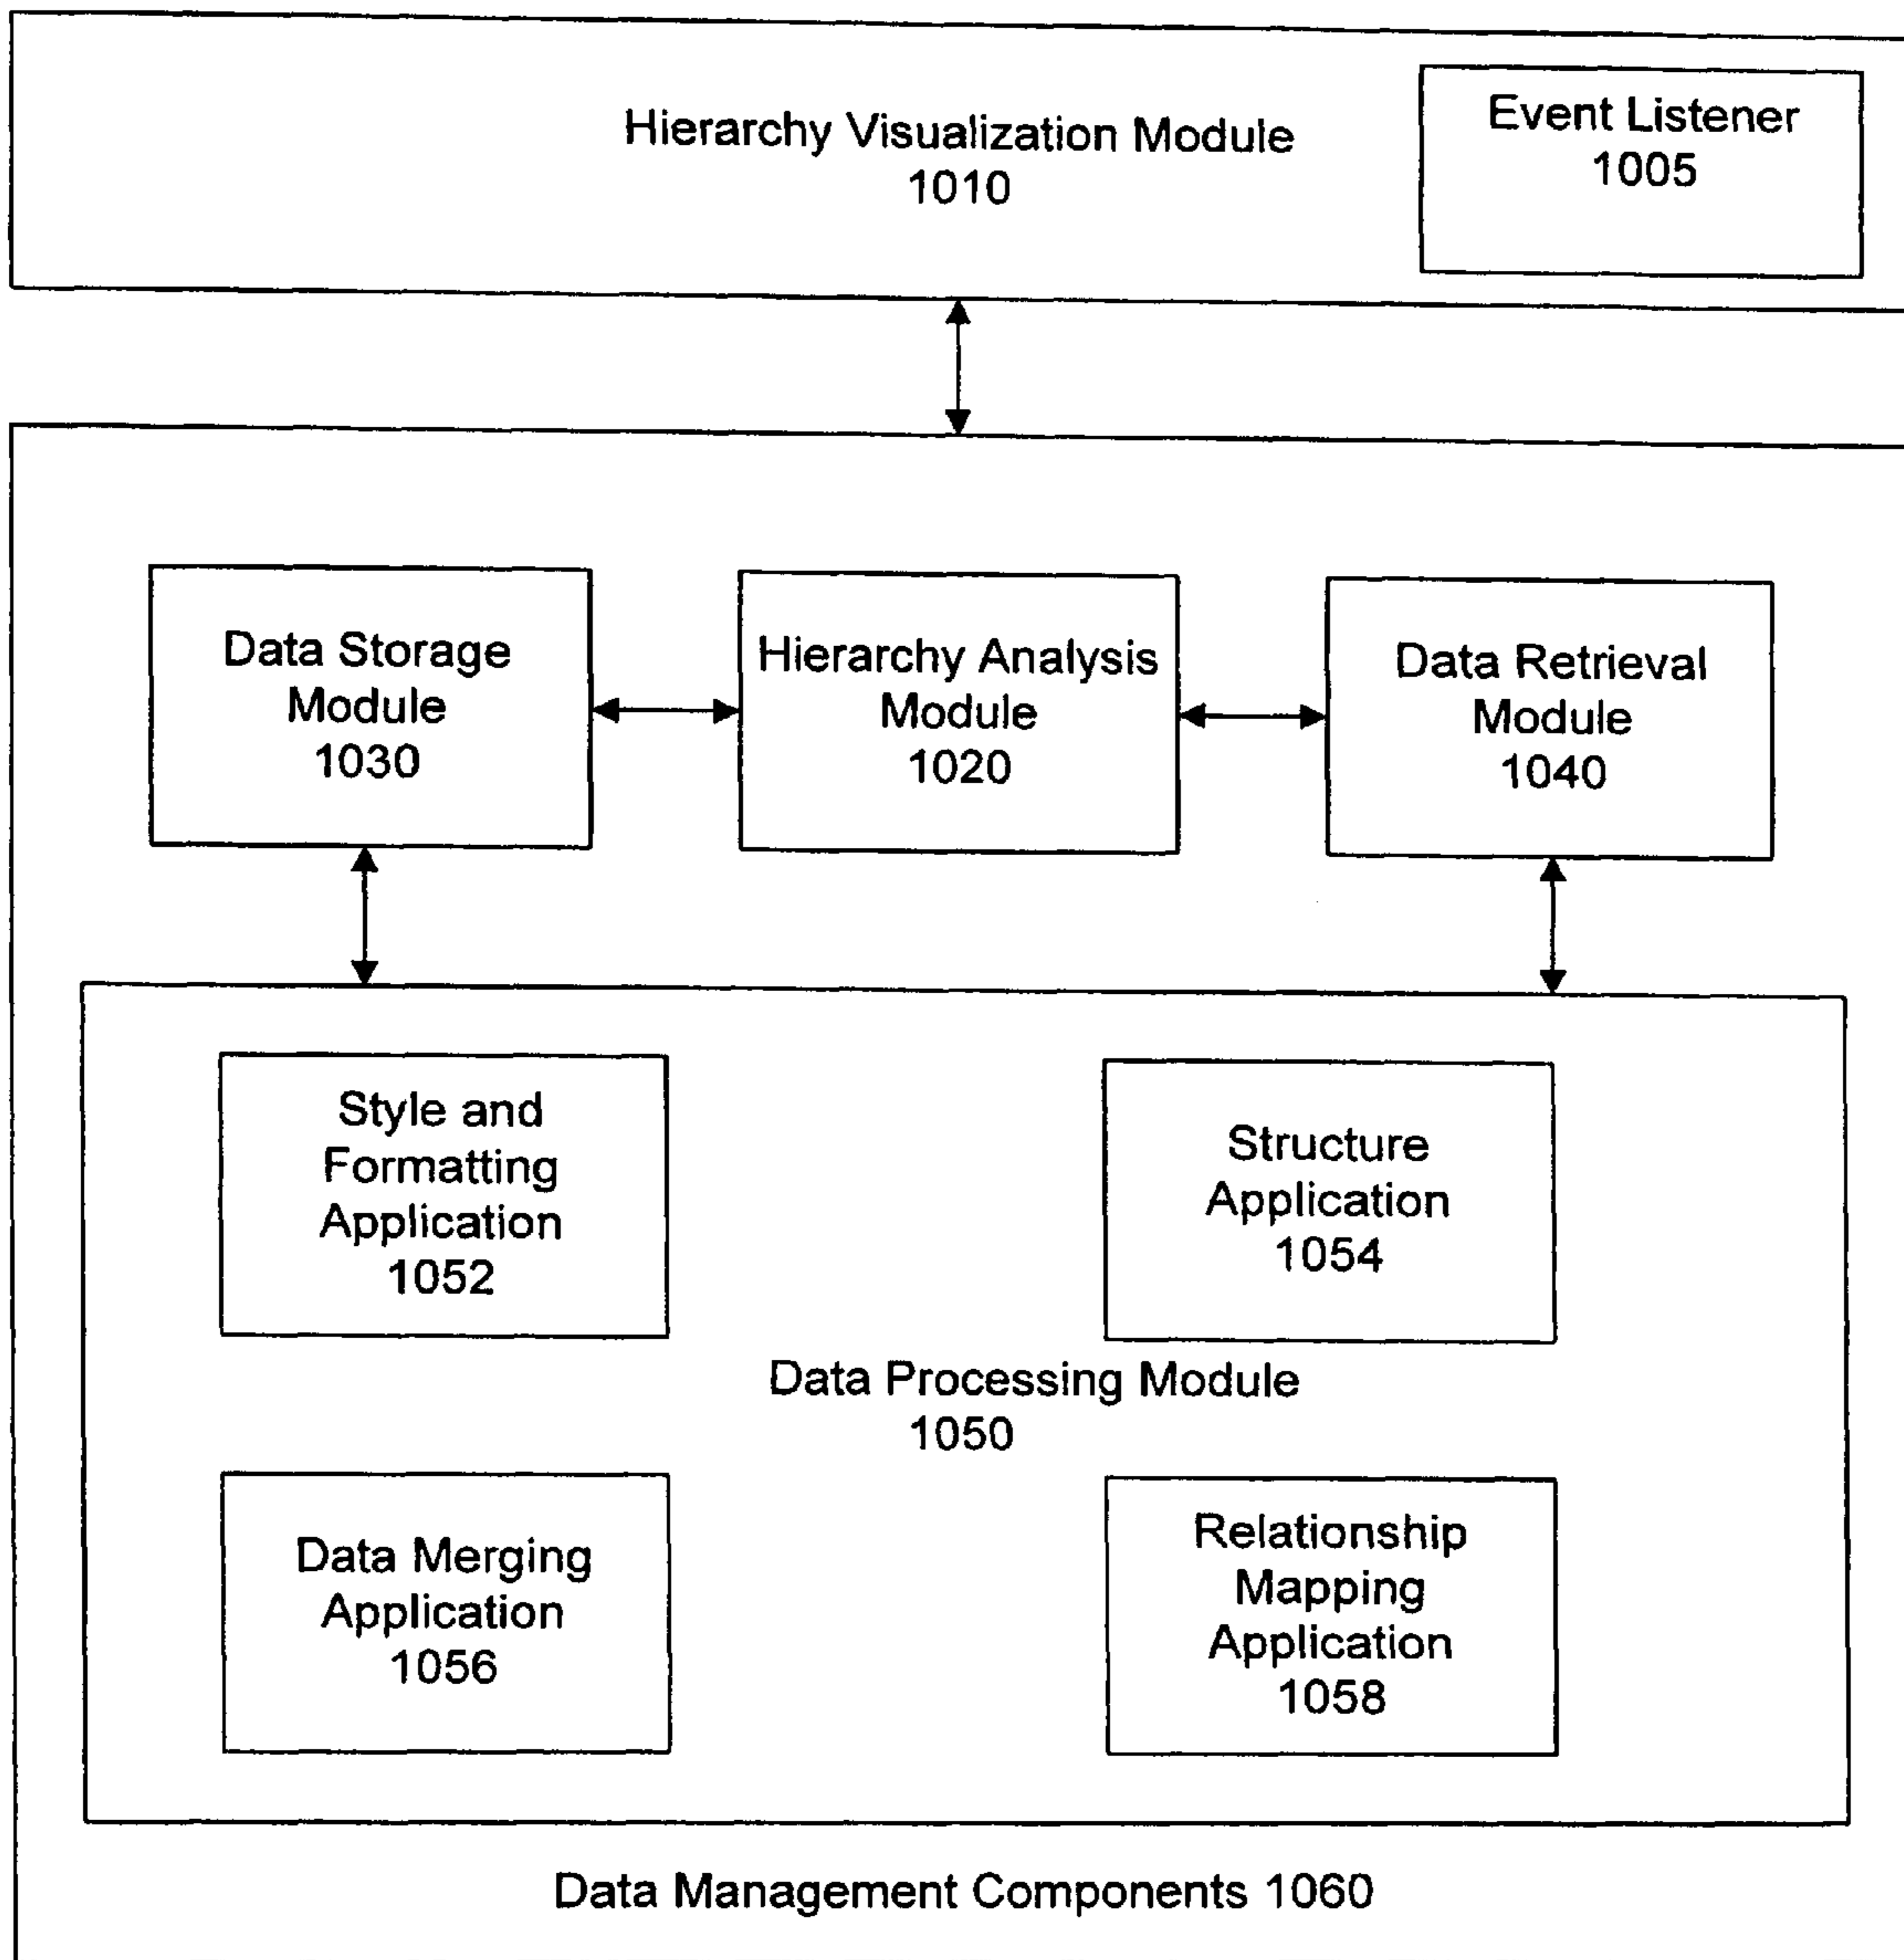 Hierarchy Visualization Module
1010
Event Listener
1005
Data Storage
Module
1030
Hierarchy Analysis
Module
1020
Data Retrieval
Module
1040
Style and
Formatting
Application
1052
Structure
Application
1054
Data Processing Module
1050
Data Merging
Application
1056
Relationship
Mapping
Application
1058
Data Management Components 1060